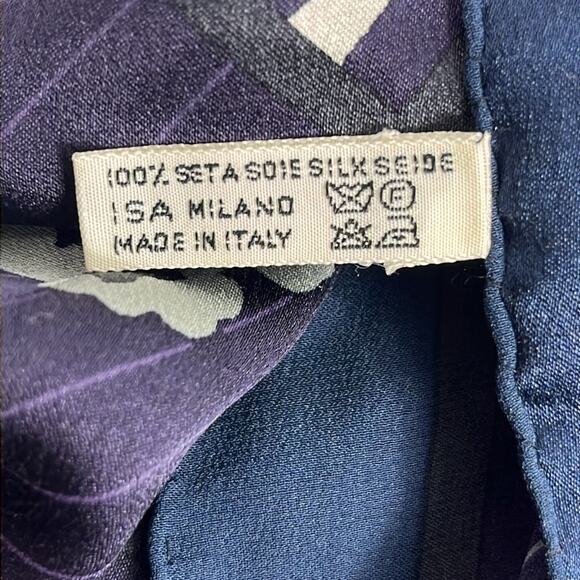 100% SETA SOIE SILK SEIDE
ISA MILANO
MADE IN ITALY
P